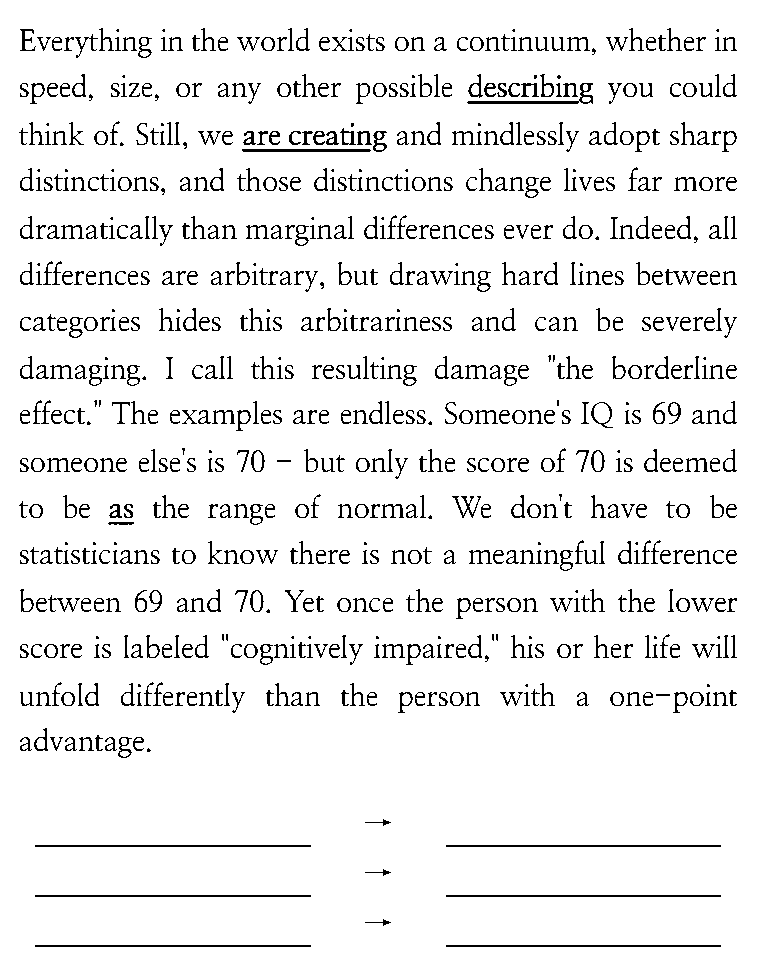 Everything in the world exists on a continuum, whether in
speed, size, or any other possible describing you could
think of. Still, we are creating and mindlessly adopt sharp
distinctions, and those distinctions change lives far more
dramatically than marginal differences ever do. Indeed, all
differences are arbitrary, but drawing hard lines between
categories hides this arbitrariness and can be severely
damaging. I call this resulting damage "the borderline
effect." The examples are endless. Someone's IQ is 69 and
someone else's is 70 - but only the score of 70 is deemed
to be as the range of normal. We don't have to be
statisticians to know there is not a meaningful difference
between 69 and 70. Yet once the person with the lower
score is labeled "cognitively impaired," his or her life will
unfold differently than the person with a one-point
advantage.
→
→
→